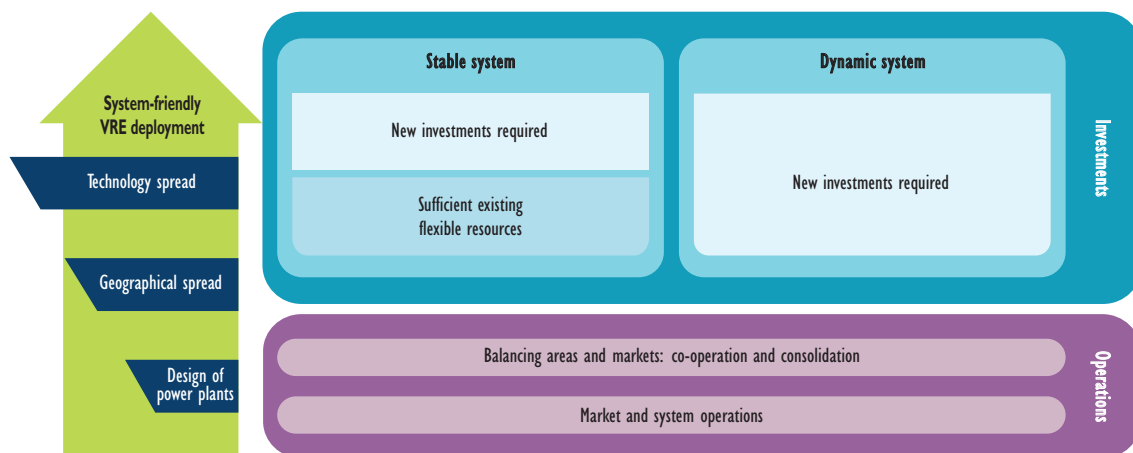 System-friendly
VRE deployment
Technology spread
Geographical spread
Design of
power plants
Stable system
New investments required
Sufficient existing
flexible resources
Dynamic system
New investments required
Investments
Balancing areas and markets: co-operation and consolidation
Market and system operations
Operations